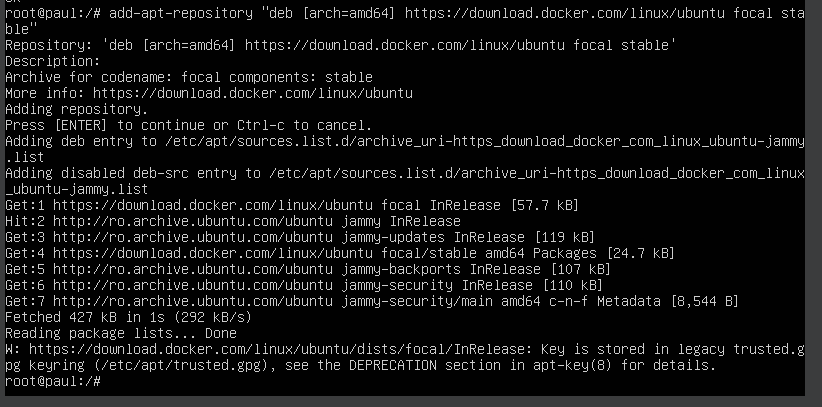 root@paul:/# add-apt-repository "deb [arch=amd64] https://download.docker.com/linux/ubuntu focal sta
ble"
Repository: 'deb [arch=amd64] https://download.docker.com/linux/ubuntu focal stable'
Description:
Archive for codename: focal components: stable
More info: https://download.docker.com/linux/ubuntu
Adding repository.
Press [ENTER] to continue or Ctrl-c to cancel.
Adding deb entry to /etc/apt/sources.list.d/archive_uri-https_download_docker_com_linux_ubuntu-jammy
.list
Adding disabled deb-src entry to /etc/apt/sources.list.d/archive_uri-https_download_docker_com_linux
_ubuntu-jammy.list
Get:1 https://download.docker.com/linux/ubuntu focal InRelease [57.7 kB]
Hit:2 http://ro.archive.ubuntu.com/ubuntu jammy InRelease
Get:3 http://ro.archive.ubuntu.com/ubuntu jammy-updates InRelease [119 kB]
Get:4 https://download.docker.com/linux/ubuntu focal/stable amd64 Packages [24.7 kB]
Get:5 http://ro.archive.ubuntu.com/ubuntu jammy-backports InRelease [107 kB]
Get:6 http://ro.archive.ubuntu.com/ubuntu jammy-security InRelease [110 kB]
Get:7 http://ro.archive.ubuntu.com/ubuntu jammy-security/main amd64 c-n-f Metadata [8,544 B]
Fetched 427 kB in 1s (292 kB/s)
Reading package lists... Done
W: https://download.docker.com/linux/ubuntu/dists/focal/InRelease: Key is stored in legacy trusted.g
pg keyring (/etc/apt/trusted.gpg), see the DEPRECATION section in apt-key(8) for details.
root@paul:/#